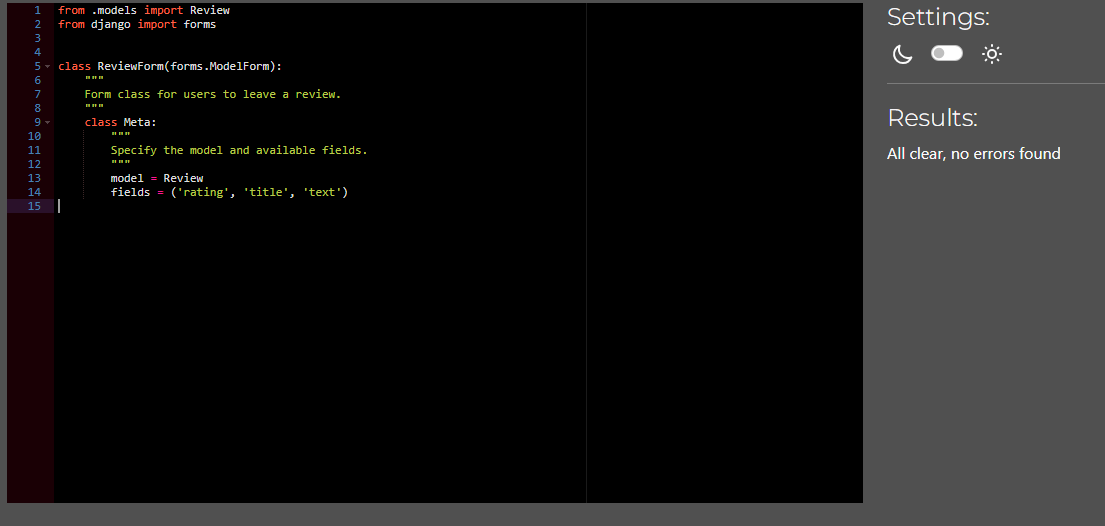 1 from .models import Review
2 from django import forms
3
4
5 class ReviewForm(forms.ModelForm):
6     """
7     Form class for users to leave a review.
8     """
9     class Meta:
10         """
11         Specify the model and available fields.
12         """
13         model = Review
14         fields = ('rating', 'title', 'text')
15
Settings:
Results:
All clear, no errors found